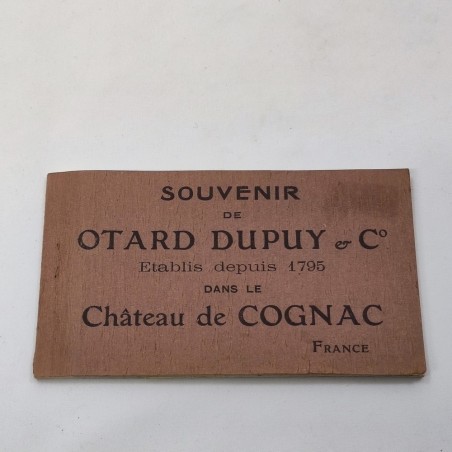 SOUVENIR
DE
OTARD DUPUY & Cº
Etablis depuis 1795
DANS LE
Château de COGNAC
FRANCE